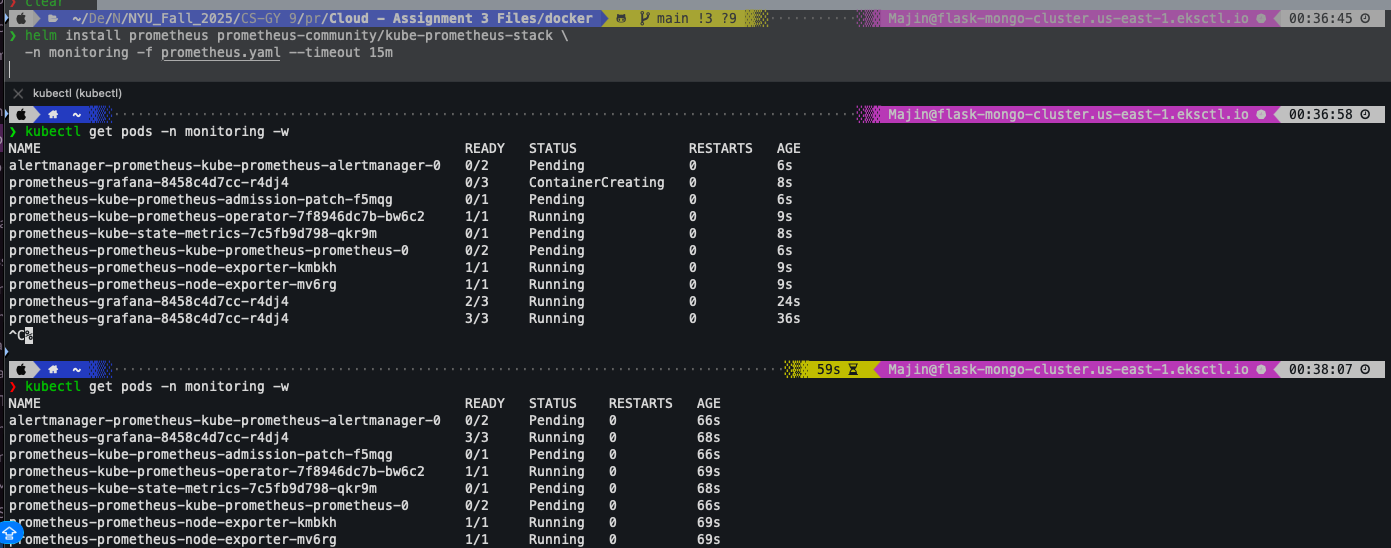 clear
~/De/N/NYU_Fall_2025/CS-GY 9/pr/Cloud - Assignment 3 Files/docker main !3 ?9 Majin@flask-mongo-cluster.us-east-1.eksctl.io 00:36:45
❯ helm install prometheus prometheus-community/kube-prometheus-stack \
-n monitoring -f prometheus.yaml --timeout 15m
kubectl (kubectl)
~ Majin@flask-mongo-cluster.us-east-1.eksctl.io 00:36:58
❯ kubectl get pods -n monitoring -w
NAME READY STATUS RESTARTS AGE
alertmanager-prometheus-kube-prometheus-alertmanager-0 0/2 Pending 0 6s
prometheus-grafana-8458c4d7cc-r4dj4 0/3 ContainerCreating 0 8s
prometheus-kube-prometheus-admission-patch-f5mqg 0/1 Pending 0 6s
prometheus-kube-prometheus-operator-7f8946dc7b-bw6c2 1/1 Running 0 9s
prometheus-kube-state-metrics-7c5fb9d798-qkr9m 0/1 Pending 0 8s
prometheus-prometheus-kube-prometheus-prometheus-0 0/2 Pending 0 6s
prometheus-prometheus-node-exporter-kmbkh 1/1 Running 0 9s
prometheus-prometheus-node-exporter-mv6rg 1/1 Running 0 9s
prometheus-grafana-8458c4d7cc-r4dj4 2/3 Running 0 24s
prometheus-grafana-8458c4d7cc-r4dj4 3/3 Running 0 36s
^C%
~ 59s Majin@flask-mongo-cluster.us-east-1.eksctl.io 00:38:07
❯ kubectl get pods -n monitoring -w
NAME READY STATUS RESTARTS AGE
alertmanager-prometheus-kube-prometheus-alertmanager-0 0/2 Pending 0 66s
prometheus-grafana-8458c4d7cc-r4dj4 3/3 Running 0 68s
prometheus-kube-prometheus-admission-patch-f5mqg 0/1 Pending 0 66s
prometheus-kube-prometheus-operator-7f8946dc7b-bw6c2 1/1 Running 0 69s
prometheus-kube-state-metrics-7c5fb9d798-qkr9m 0/1 Pending 0 68s
prometheus-prometheus-kube-prometheus-prometheus-0 0/2 Pending 0 66s
prometheus-prometheus-node-exporter-kmbkh 1/1 Running 0 69s
prometheus-prometheus-node-exporter-mv6rg 1/1 Running 0 69s